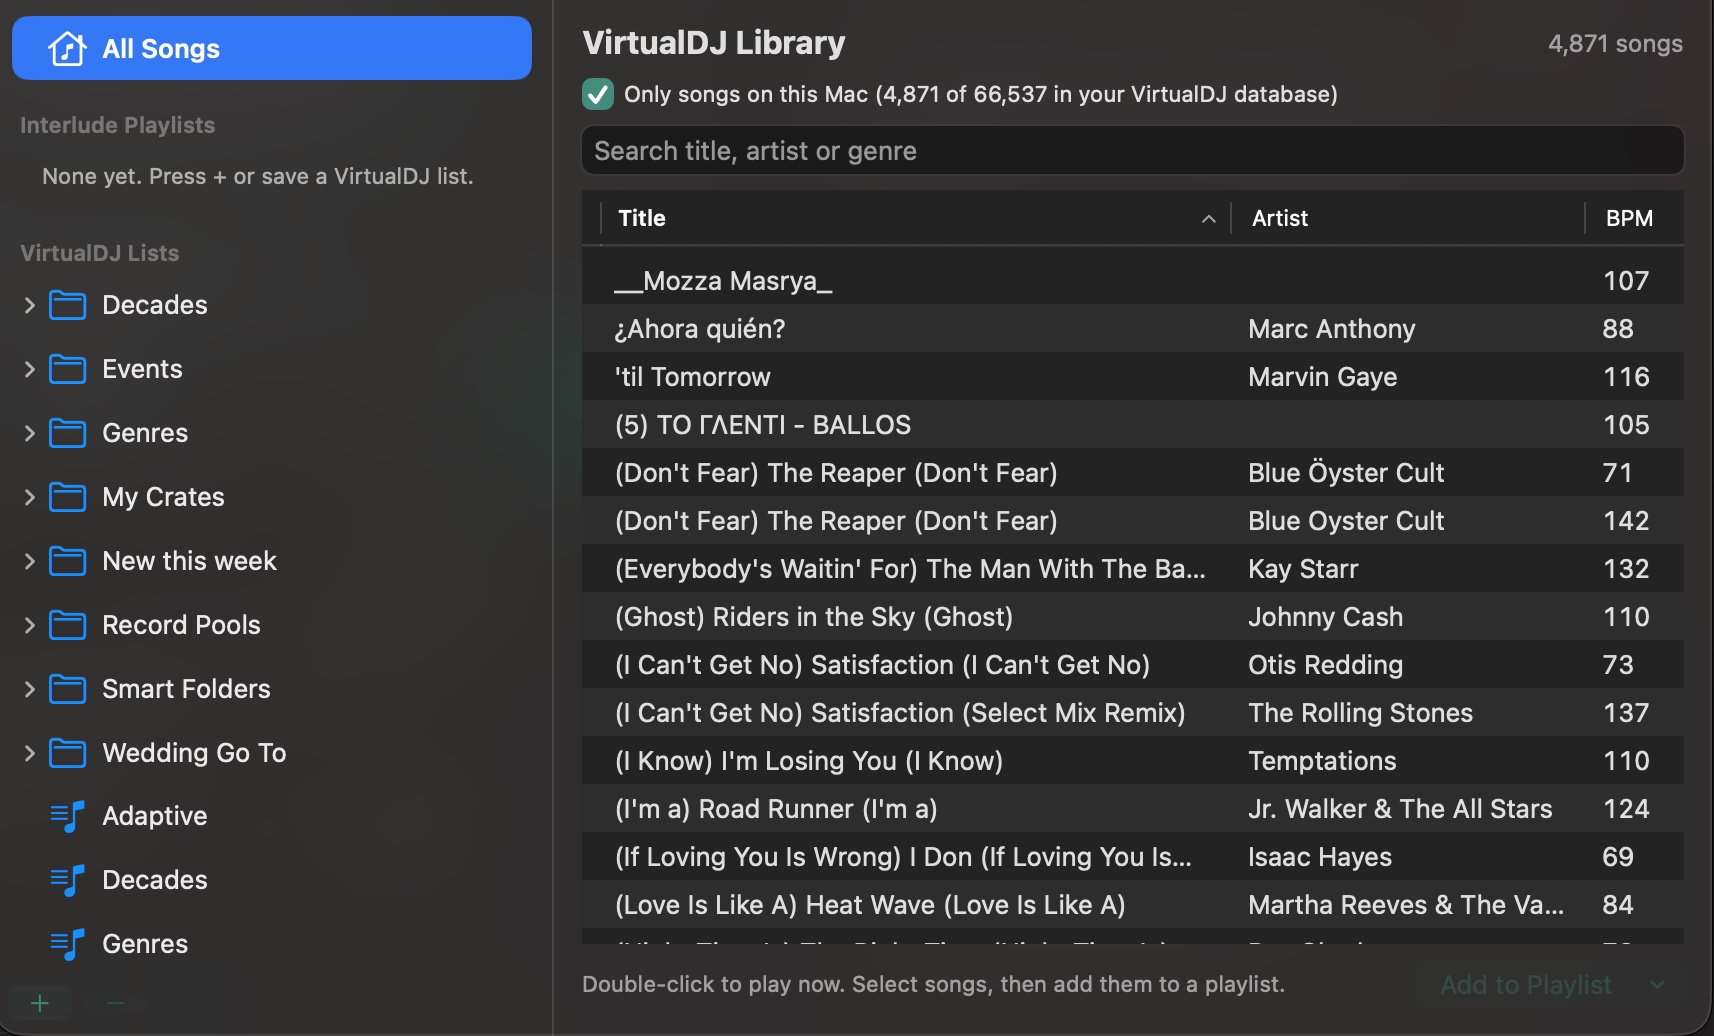 All Songs
Interlude Playlists
None yet. Press + or save a VirtualDJ list.
VirtualDJ Lists
Decades
Events
Genres
My Crates
New this week
Record Pools
Smart Folders
Wedding Go To
Adaptive
Decades
Genres
VirtualDJ Library
4,871 songs
Only songs on this Mac (4,871 of 66,537 in your VirtualDJ database)
Search title, artist or genre
Title Artist BPM
__Mozza Masrya_ 107
¿Ahora quién? Marc Anthony 88
'til Tomorrow Marvin Gaye 116
(5) ΤΟ ΓΛΕΝΤΙ - BALLOS 105
(Don't Fear) The Reaper (Don't Fear) Blue Öyster Cult 71
(Don't Fear) The Reaper (Don't Fear) Blue Oyster Cult 142
(Everybody's Waitin' For) The Man With The Ba... Kay Starr 132
(Ghost) Riders in the Sky (Ghost) Johnny Cash 110
(I Can't Get No) Satisfaction (I Can't Get No) Otis Redding 73
(I Can't Get No) Satisfaction (Select Mix Remix) The Rolling Stones 137
(I Know) I'm Losing You (I Know) Temptations 110
(I'm a) Road Runner (I'm a) Jr. Walker & The All Stars 124
(If Loving You Is Wrong) I Don (If Loving You Is... Isaac Hayes 69
(Love Is Like A) Heat Wave (Love Is Like A) Martha Reeves & The Va... 84
Double-click to play now. Select songs, then add them to a playlist.
Add to Playlist